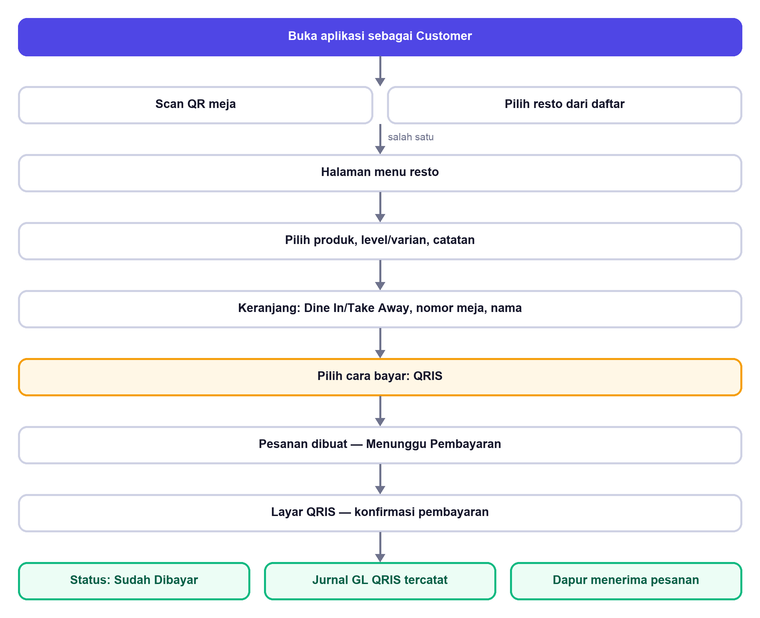 Buka aplikasi sebagai Customer
Scan QR meja
Pilih resto dari daftar
salah satu
Halaman menu resto
Pilih produk, level/varian, catatan
Keranjang: Dine In/Take Away, nomor meja, nama
Pilih cara bayar: QRIS
Pesanan dibuat — Menunggu Pembayaran
Layar QRIS — konfirmasi pembayaran
Status: Sudah Dibayar
Jurnal GL QRIS tercatat
Dapur menerima pesanan